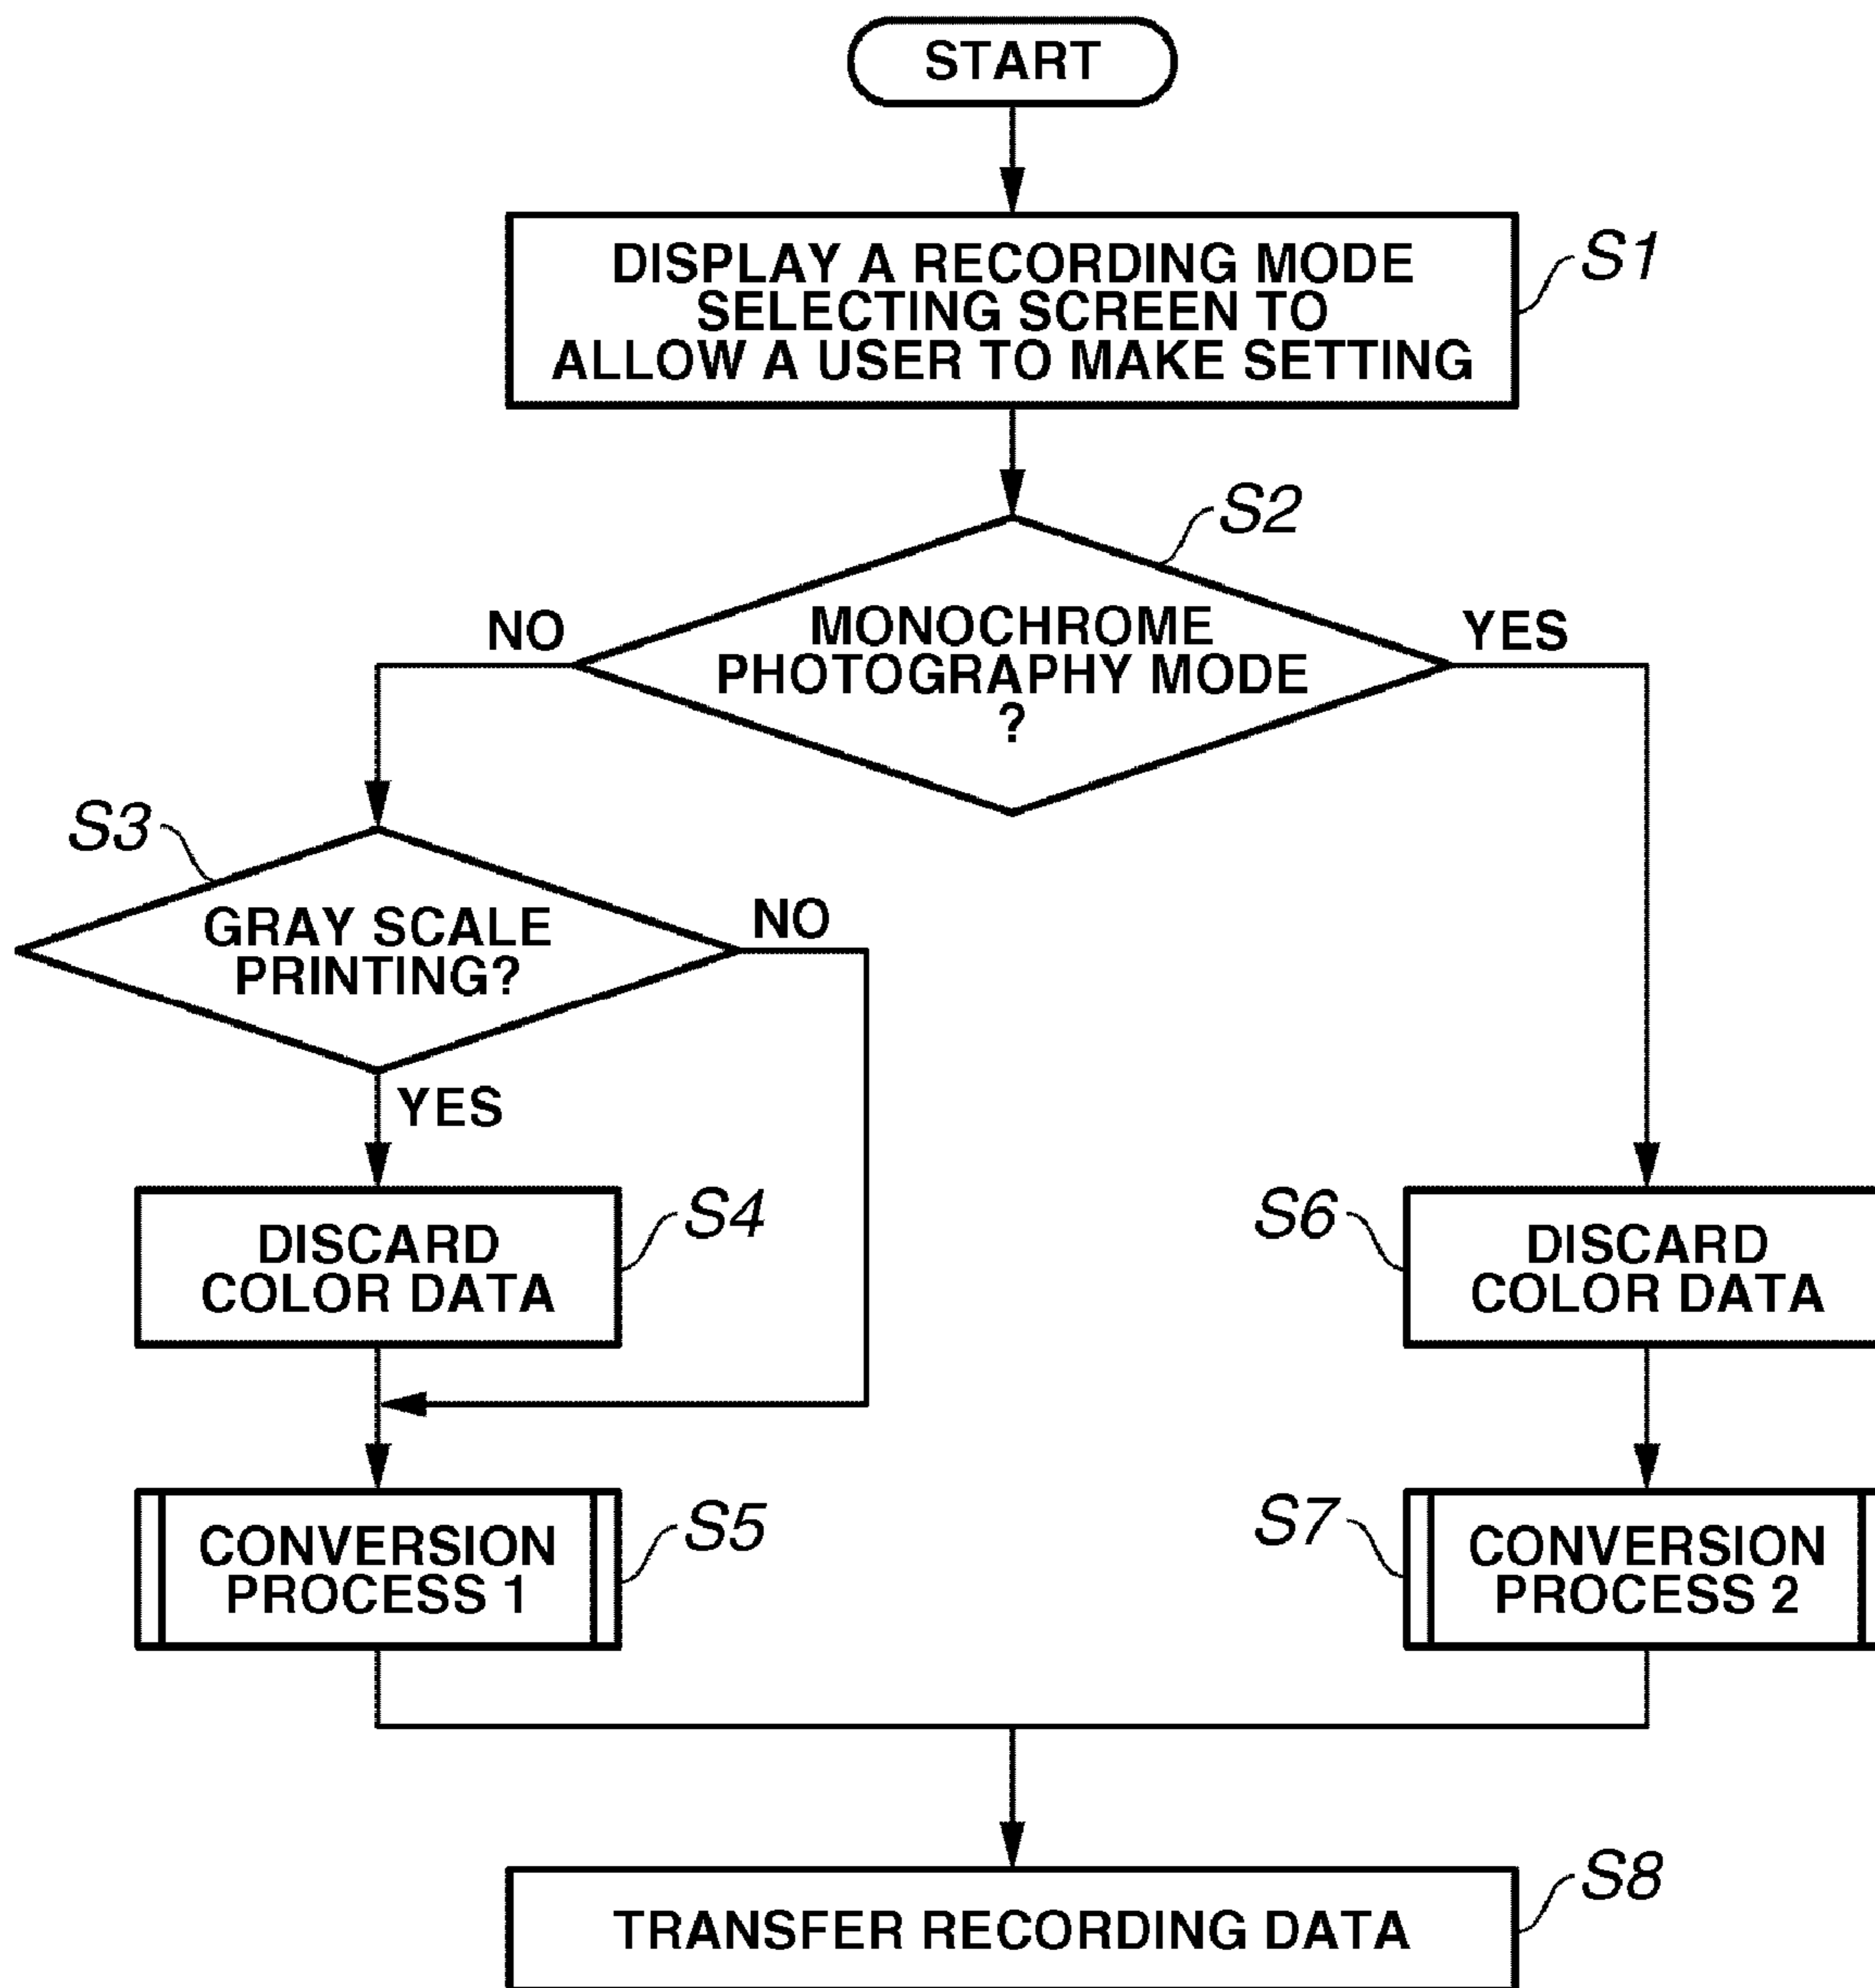 START
DISPLAY A RECORDING MODE
SELECTING SCREEN TO
ALLOW A USER TO MAKE SETTING
S1
S2
MONOCHROME
PHOTOGRAPHY MODE
?
NO
YES
S3
GRAY SCALE
PRINTING?
NO
YES
DISCARD
COLOR DATA
S4
S6
DISCARD
COLOR DATA
CONVERSION
PROCESS 1
S5
S7
CONVERSION
PROCESS 2
TRANSFER RECORDING DATA
S8